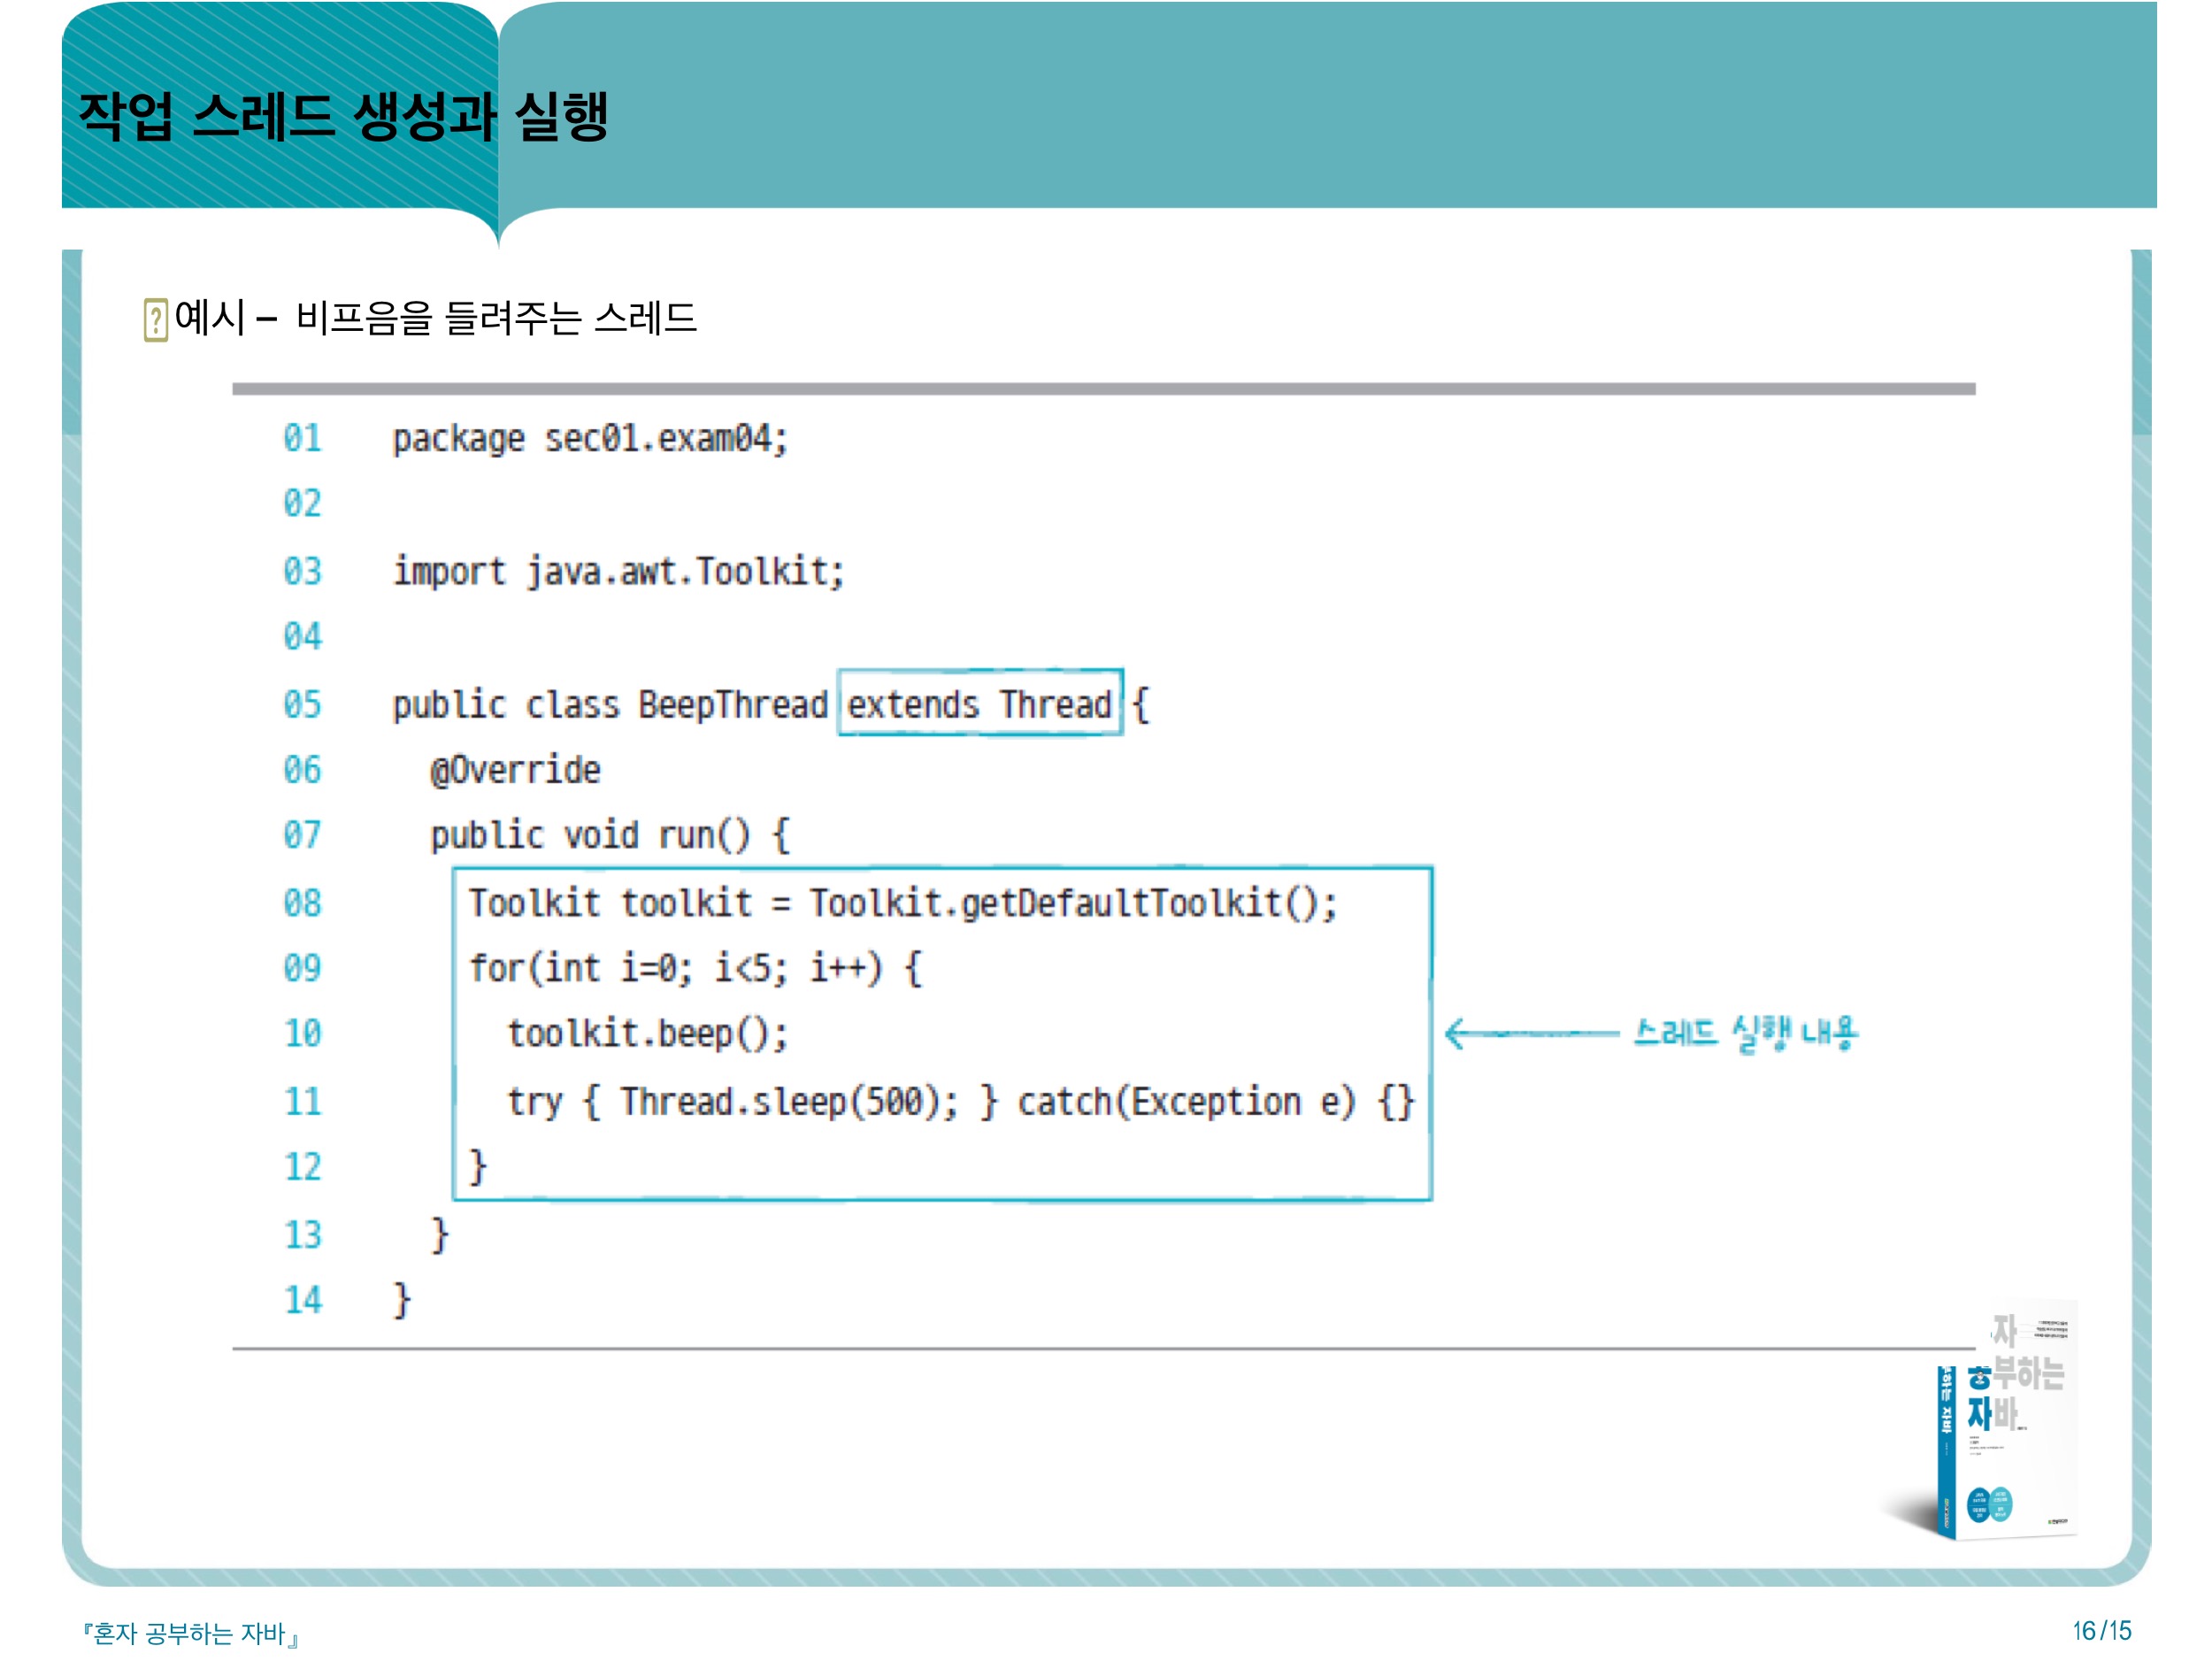 작업 스레드 생성과 실행
예시 – 비프음을 들려주는 스레드
01 package sec01.exam04;
02
03 import java.awt.Toolkit;
04
05 public class BeepThread extends Thread {
06 @Override
07 public void run() {
08 Toolkit toolkit = Toolkit.getDefaultToolkit();
09 for(int i=0; i<5; i++) {
10 toolkit.beep();
스레드 실행 내용
11 try { Thread.sleep(500); } catch(Exception e) {}
12 }
13 }
14 }
자
부하는
자바
『혼자 공부하는 자바』
16/15